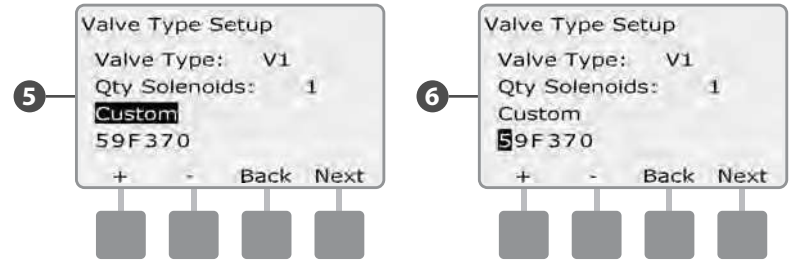 5
Valve Type Setup
Valve Type: V1
Qty Solenoids: 1
Custom
59F370
+ - Back Next
6
Valve Type Setup
Valve Type: V1
Qty Solenoids: 1
Custom
59F370
+ - Back Next